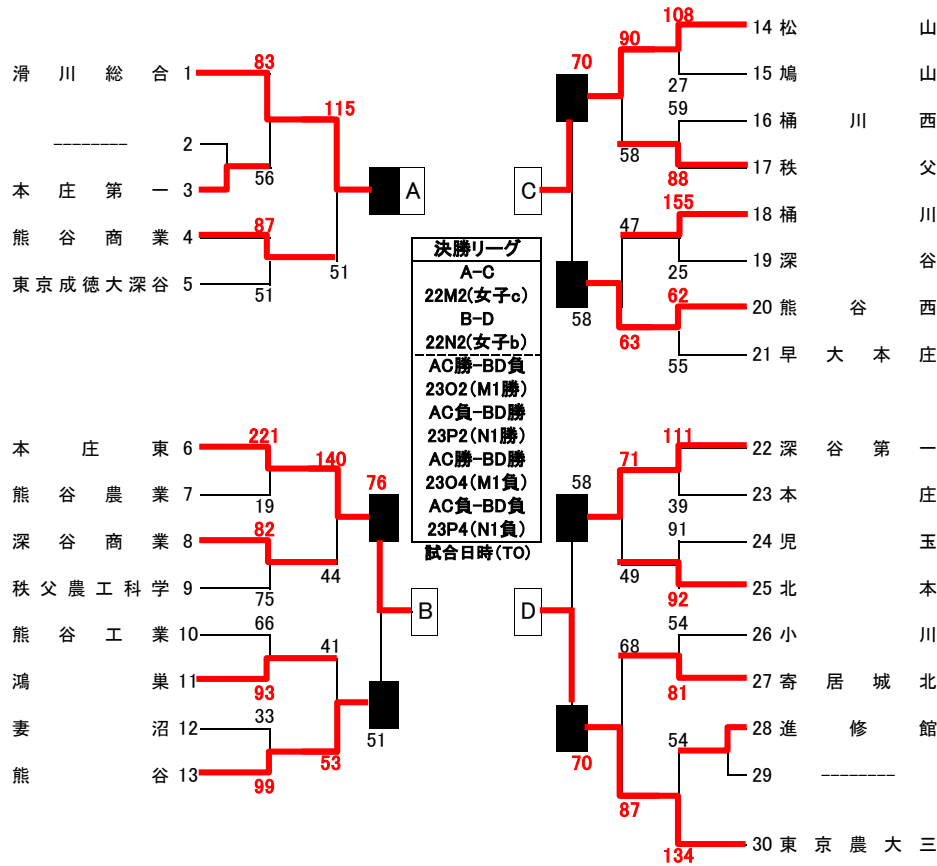 滑川総合 1
83
115
-------- 2
56
本庄第一 3
A
熊谷商業 4
87
51
東京成徳大深谷 5
51
本庄東 6
221
140
76
熊谷農業 7
19
深谷商業 8
82
44
秩父農工科学 9
75
B
熊谷工業 10
66
41
鴻巣 11
93
妻沼 12
33
51
熊谷 13
99
53
決勝リーグ
A-C
22M2(女子c)
B-D
22N2(女子b)
AC勝-BD負
23O2(M1勝)
AC負-BD勝
23P2(N1勝)
AC勝-BD勝
23O4(M1負)
AC負-BD負
23P4(N1負)
試合日時(TO)
108
14 松山
90
70
15 鳩山
27
59
16 桶川西
58
17 秩父
88
C
155
18 桶川
47
19 深谷
25
62
20 熊谷西
58
63
21 早大本庄
55
111
22 深谷第一
71
58
23 本庄
39
91
24 児玉
49
25 北本
92
D
54
26 小川
68
27 寄居城北
81
28 進修館
54
29 --------
70
87
30 東京農大三
134